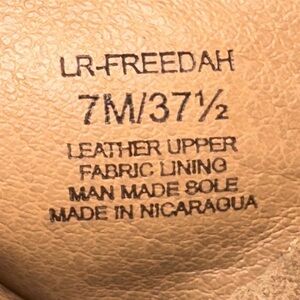 LR-FREEDAH
7M/37½
LEATHER UPPER
FABRIC LINING
MAN MADE SOLE
MADE IN NICARAGUA